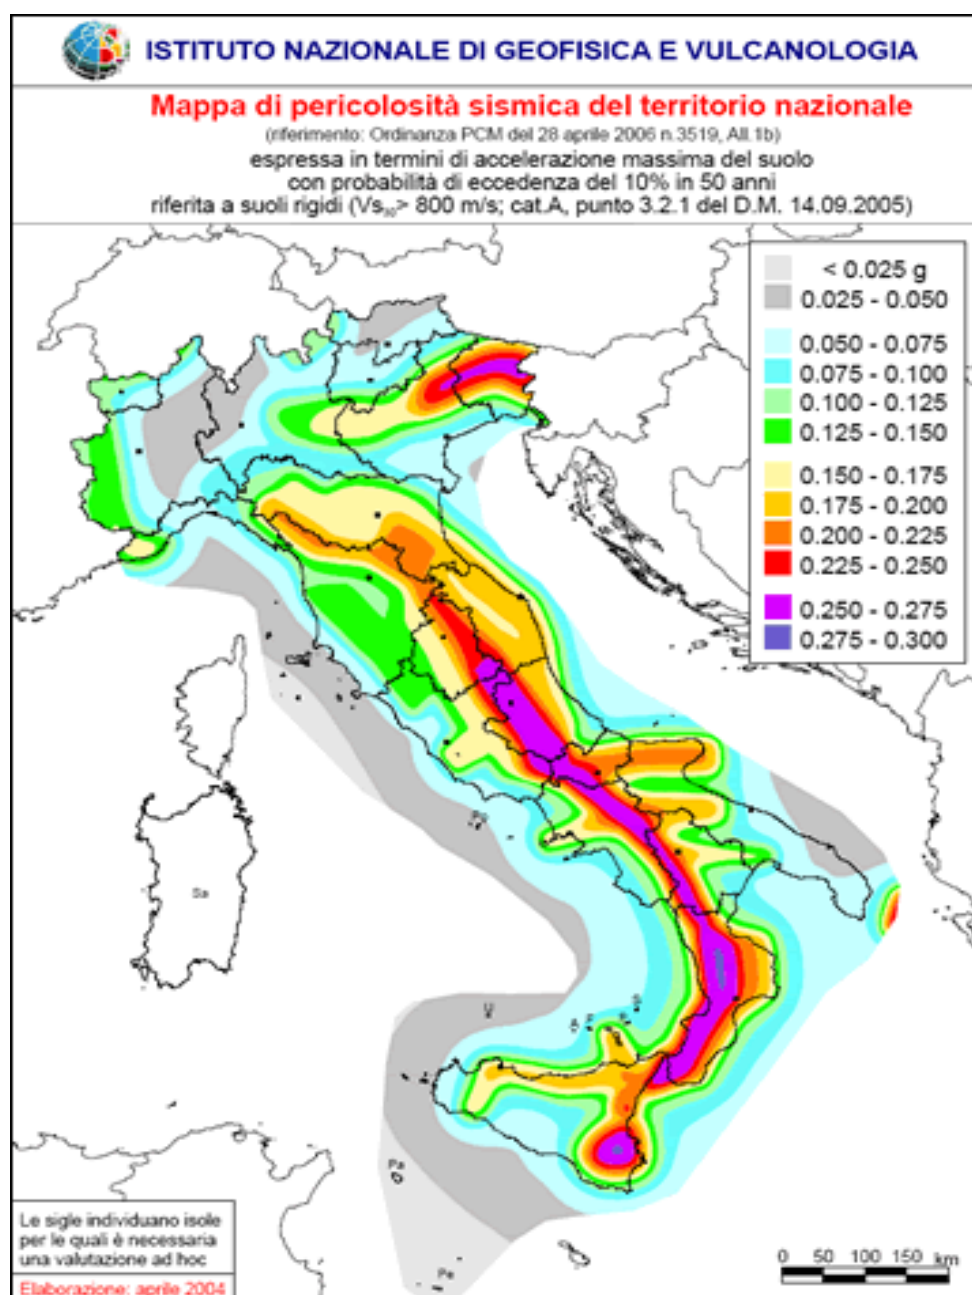 ISTITUTO NAZIONALE DI GEOFISICA E VULCANOLOGIA
Mappa di pericolosità sismica del territorio nazionale
(riferimento: Ordinanza PCM del 28 aprile 2006 n.3519, All.1b)
espressa in termini di accelerazione massima del suolo
con probabilità di eccedenza del 10% in 50 anni
riferita a suoli rigidi (Vs₃₀> 800 m/s; cat.A, punto 3.2.1 del D.M. 14.09.2005)
< 0.025 g
0.025 - 0.050
0.050 - 0.075
0.075 - 0.100
0.100 - 0.125
0.125 - 0.150
0.150 - 0.175
0.175 - 0.200
0.200 - 0.225
0.225 - 0.250
0.250 - 0.275
0.275 - 0.300
Sa
U
Pa
Pe
Le sigle individuano isole
per le quali è necessaria
una valutazione ad hoc
Elaborazione: aprile 2004
0 50 100 150 km